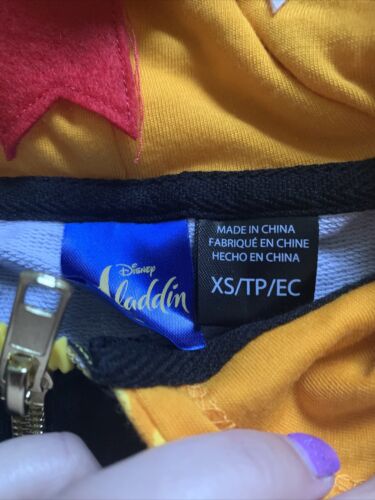 Disney
Aladdin
MADE IN CHINA
FABRIQUÉ EN CHINE
HECHO EN CHINA
XS/TP/EC